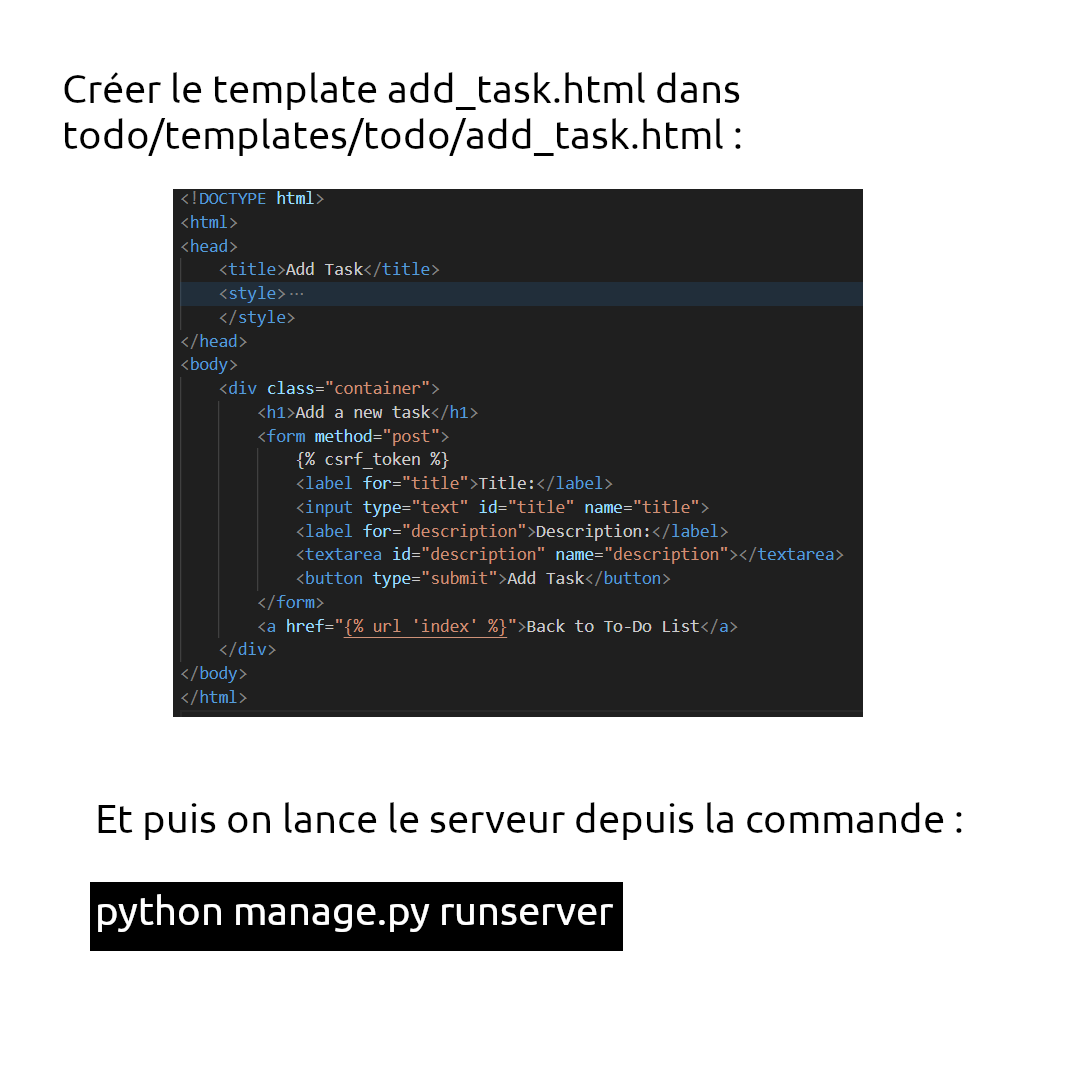 Créer le template add_task.html dans
todo/templates/todo/add_task.html :
<!DOCTYPE html>
<html>
<head>
    <title>Add Task</title>
    <style>···
    </style>
</head>
<body>
    <div class="container">
        <h1>Add a new task</h1>
        <form method="post">
            {% csrf_token %}
            <label for="title">Title:</label>
            <input type="text" id="title" name="title">
            <label for="description">Description:</label>
            <textarea id="description" name="description"></textarea>
            <button type="submit">Add Task</button>
        </form>
        <a href="{% url 'index' %}">Back to To-Do List</a>
    </div>
</body>
</html>
Et puis on lance le serveur depuis la commande :
python manage.py runserver